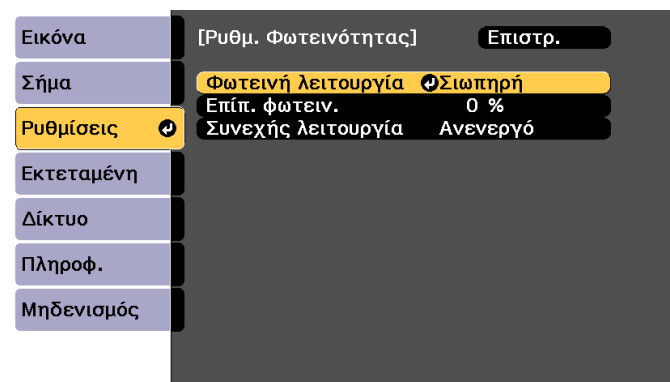 Εικόνα
Σήμα
Ρυθμίσεις
Εκτεταμένη
Δίκτυο
Πληροφ.
Μηδενισμός
[Ρυθμ. Φωτεινότητας] Επιστρ.
Φωτεινή λειτουργία Σιωπηρή
Επίπ. φωτειν. 0 %
Συνεχής λειτουργία Ανενεργό